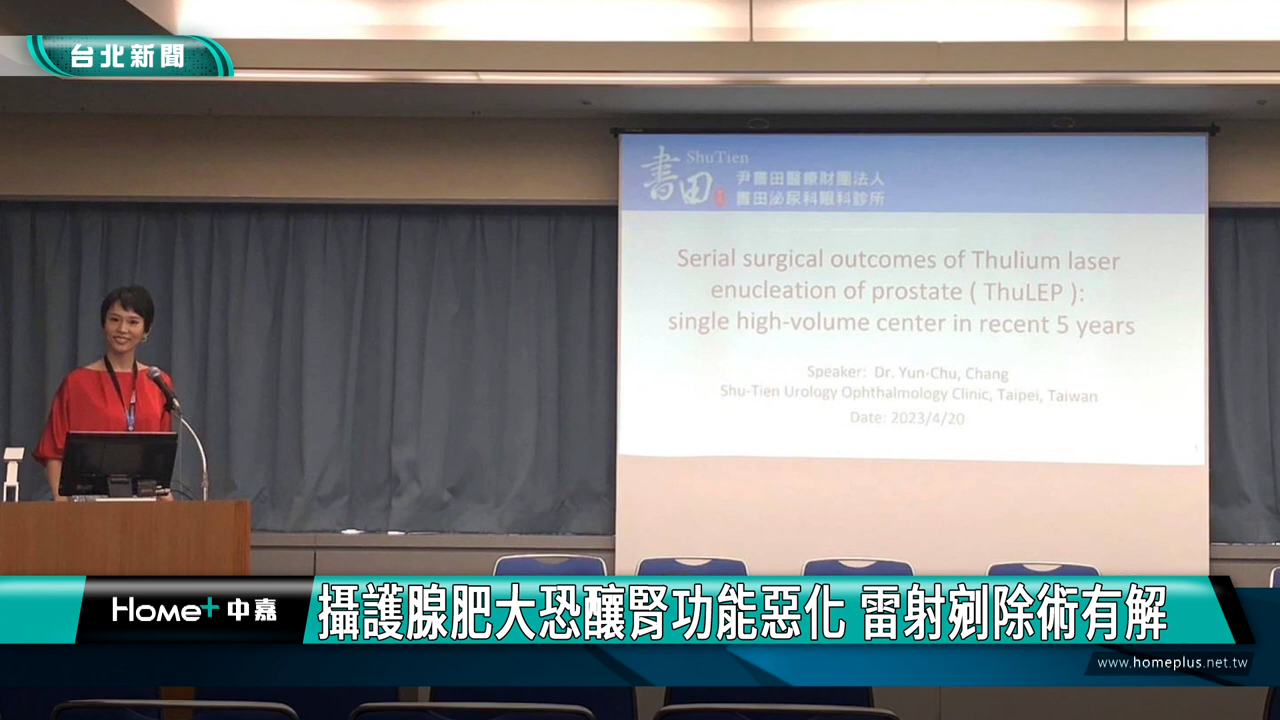 台北新聞
書田
ShuTien
尹書田醫療財團法人
書田泌尿科眼科診所
Serial surgical outcomes of Thulium laser
enucleation of prostate ( ThuLEP ):
single high-volume center in recent 5 years
Speaker: Dr. Yun-Chu, Chang
Shu-Tien Urology Ophthalmology Clinic, Taipei, Taiwan
Date: 2023/4/20
Home+ 中嘉
攝護腺肥大恐釀腎功能惡化 雷射剜除術有解
www.homeplus.net.tw